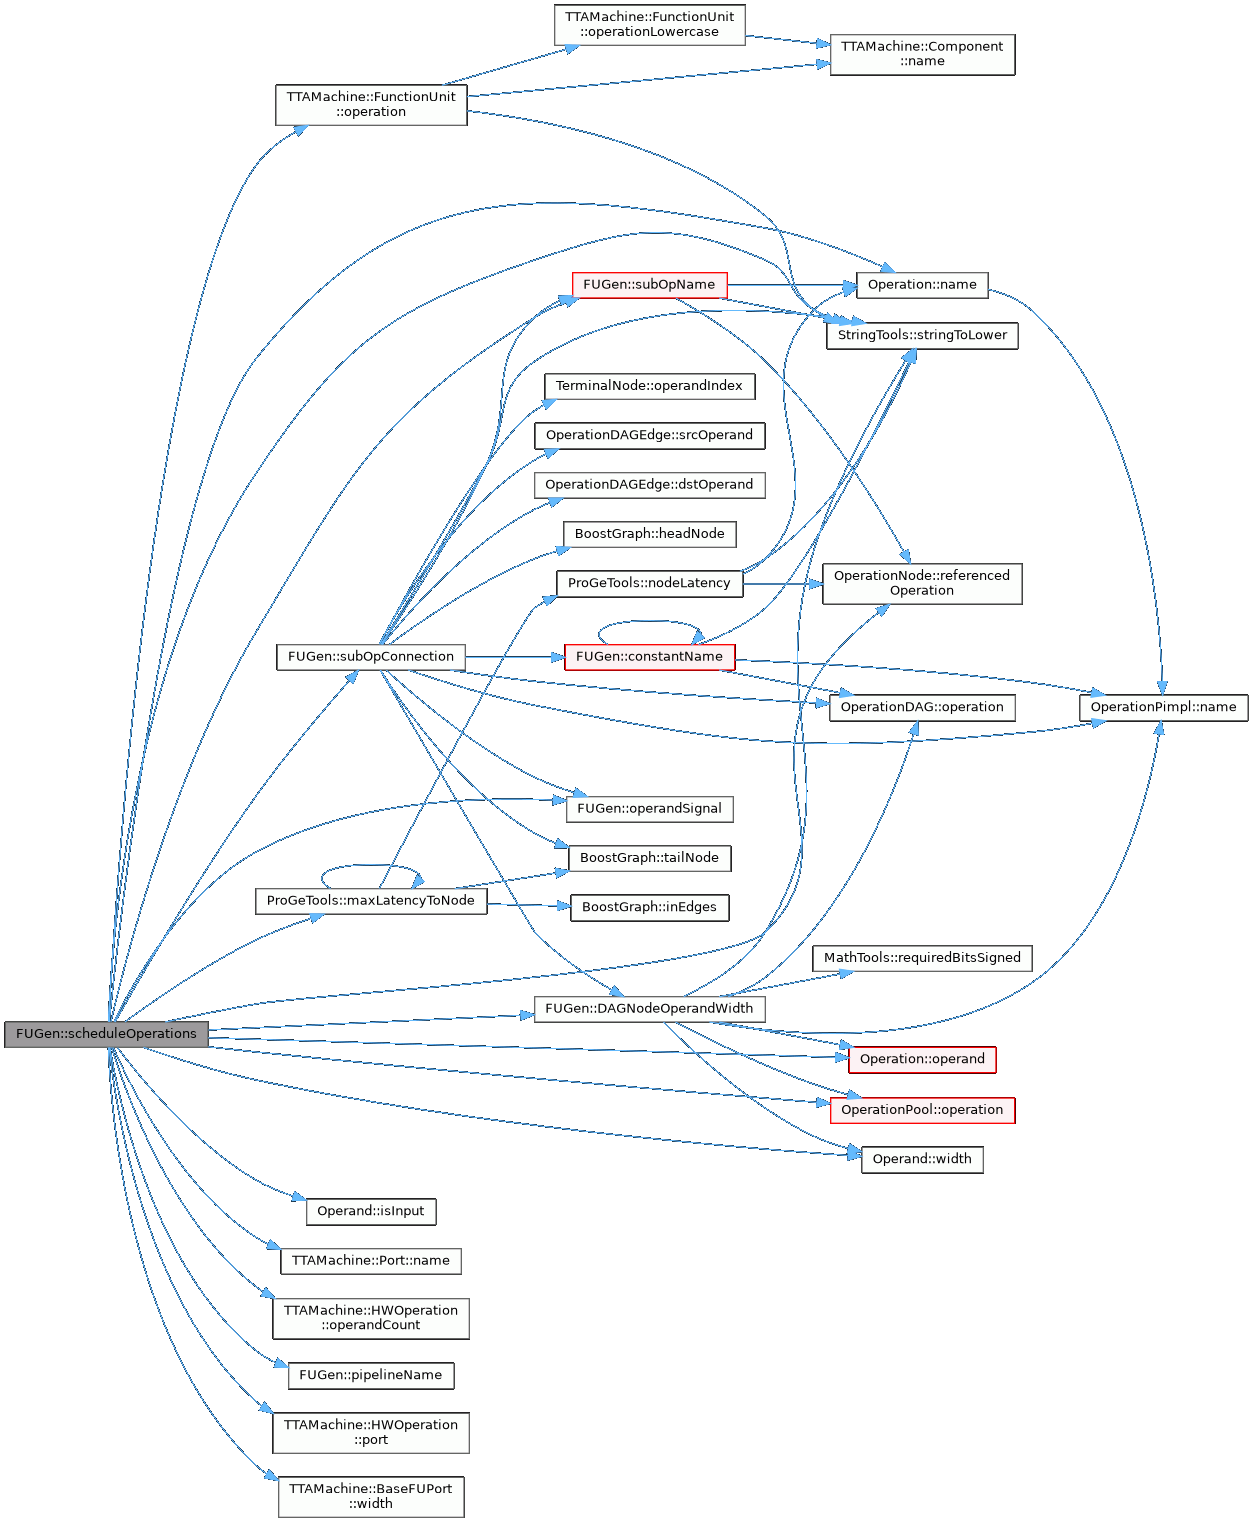 TTAMachine::FunctionUnit
::operationLowercase
TTAMachine::Component
::name
TTAMachine::FunctionUnit
::operation
FUGen::subOpName
Operation::name
StringTools::stringToLower
TerminalNode::operandIndex
OperationDAGEdge::srcOperand
OperationDAGEdge::dstOperand
BoostGraph::headNode
ProGeTools::nodeLatency
OperationNode::referenced
Operation
FUGen::subOpConnection
FUGen::constantName
OperationDAG::operation
OperationPimpl::name
FUGen::operandSignal
BoostGraph::tailNode
ProGeTools::maxLatencyToNode
BoostGraph::inEdges
MathTools::requiredBitsSigned
FUGen::DAGNodeOperandWidth
FUGen::scheduleOperations
Operation::operand
OperationPool::operation
Operand::width
Operand::isInput
TTAMachine::Port::name
TTAMachine::HWOperation
::operandCount
FUGen::pipelineName
TTAMachine::HWOperation
::port
TTAMachine::BaseFUPort
::width